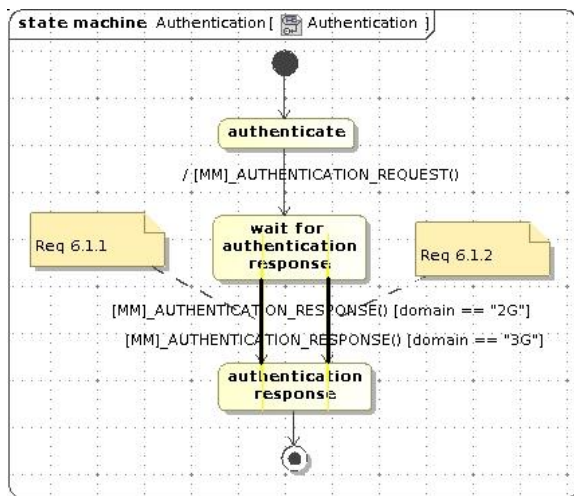 state machine Authentication [ Authentication ]
authenticate
/ [MM]_AUTHENTICATION_REQUEST()
wait for
authentication
response
Req 6.1.1
Req 6.1.2
[MM]_AUTHENTICATION_RESPONSE() [domain == "2G"]
[MM]_AUTHENTICATION_RESPONSE() [domain == "3G"]
authentication
response